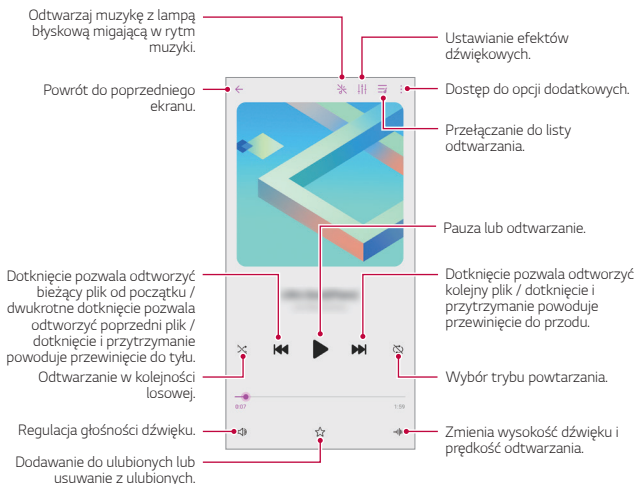 Odtwarzaj muzykę z lampą
błyskową migającą w rytm
muzyki.
Ustawianie efektów
dźwiękowych.
Powrót do poprzedniego
ekranu.
Dostęp do opcji dodatkowych.
Przełączanie do listy
odtwarzania.
Pauza lub odtwarzanie.
Dotknięcie pozwala odtworzyć
bieżący plik od początku /
dwukrotne dotknięcie pozwala
odtworzyć poprzedni plik /
dotknięcie i przytrzymanie
powoduje przewinięcie do tyłu.
Dotknięcie pozwala odtworzyć
kolejny plik / dotknięcie i
przytrzymanie powoduje
przewinięcie do przodu.
Odtwarzanie w kolejności
losowej.
Wybór trybu powtarzania.
8:07
1:59
Regulacja głośności dźwięku.
Zmienia wysokość dźwięku i
prędkość odtwarzania.
Dodawanie do ulubionych lub
usuwanie z ulubionych.